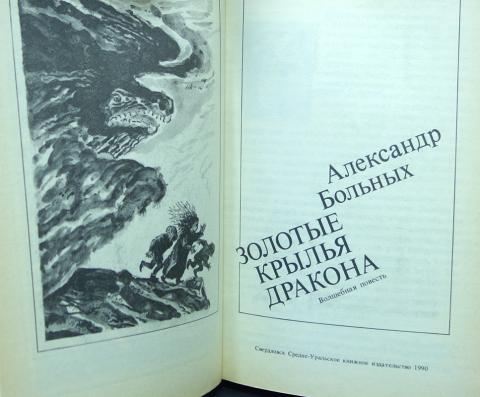 Александр
Больных
ЗОЛОТЫЕ
КРЫЛЬЯ
ДРАКОНА
Волшебная повесть
Свердловск Средне-Уральское книжное издательство 1990